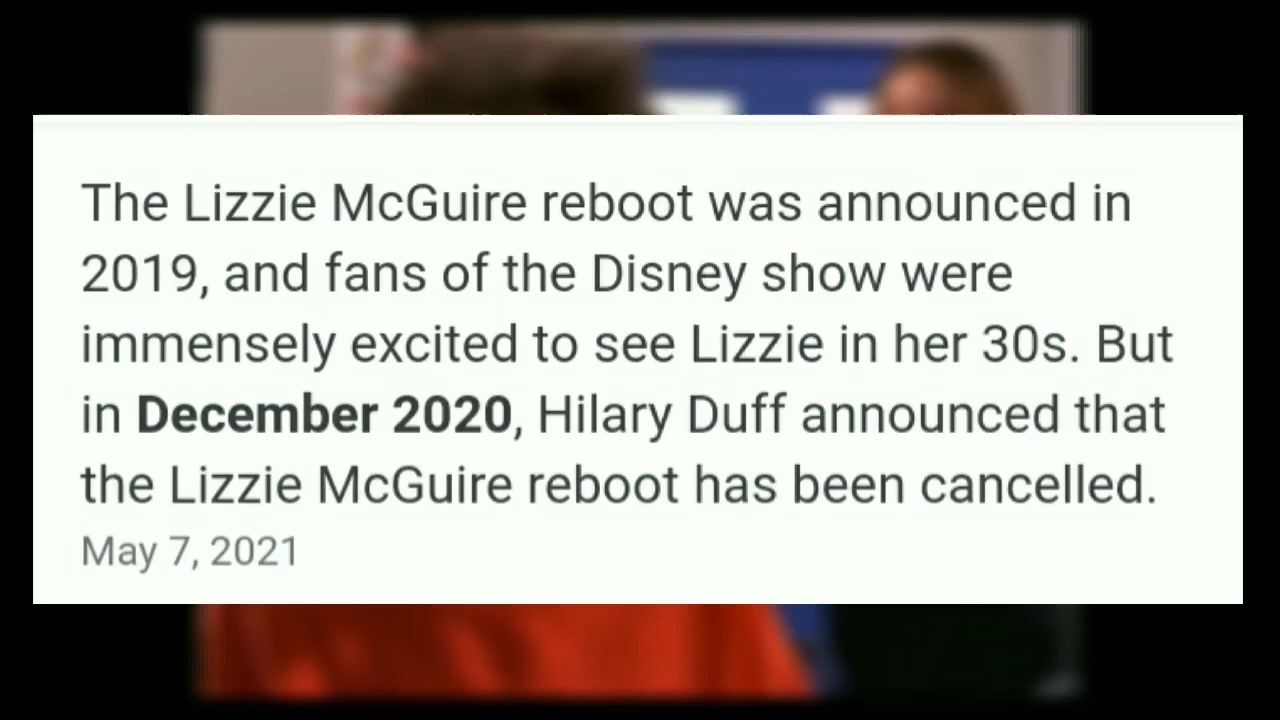 The Lizzie McGuire reboot was announced in
2019, and fans of the Disney show were
immensely excited to see Lizzie in her 30s. But
in December 2020, Hilary Duff announced that
the Lizzie McGuire reboot has been cancelled.
May 7, 2021